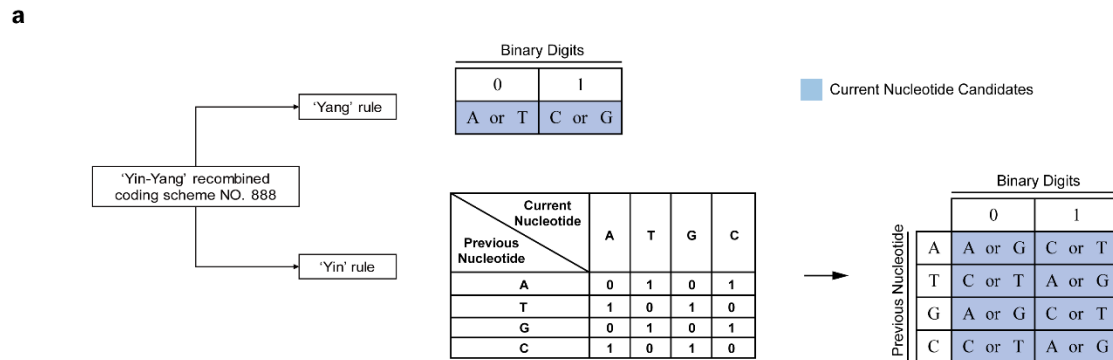 a
Binary Digits
0 1
A or T C or G
Current Nucleotide Candidates
'Yang' rule
'Yin-Yang' recombined
coding scheme NO. 888
'Yin' rule
Current
Nucleotide
Previous
Nucleotide
A T G C
A 0 1 0 1
T 1 0 1 0
G 0 1 0 1
C 1 0 1 0
Binary Digits
0 1
Previous Nucleotide
A A or G C or T
T C or T A or G
G A or G C or T
C C or T A or G